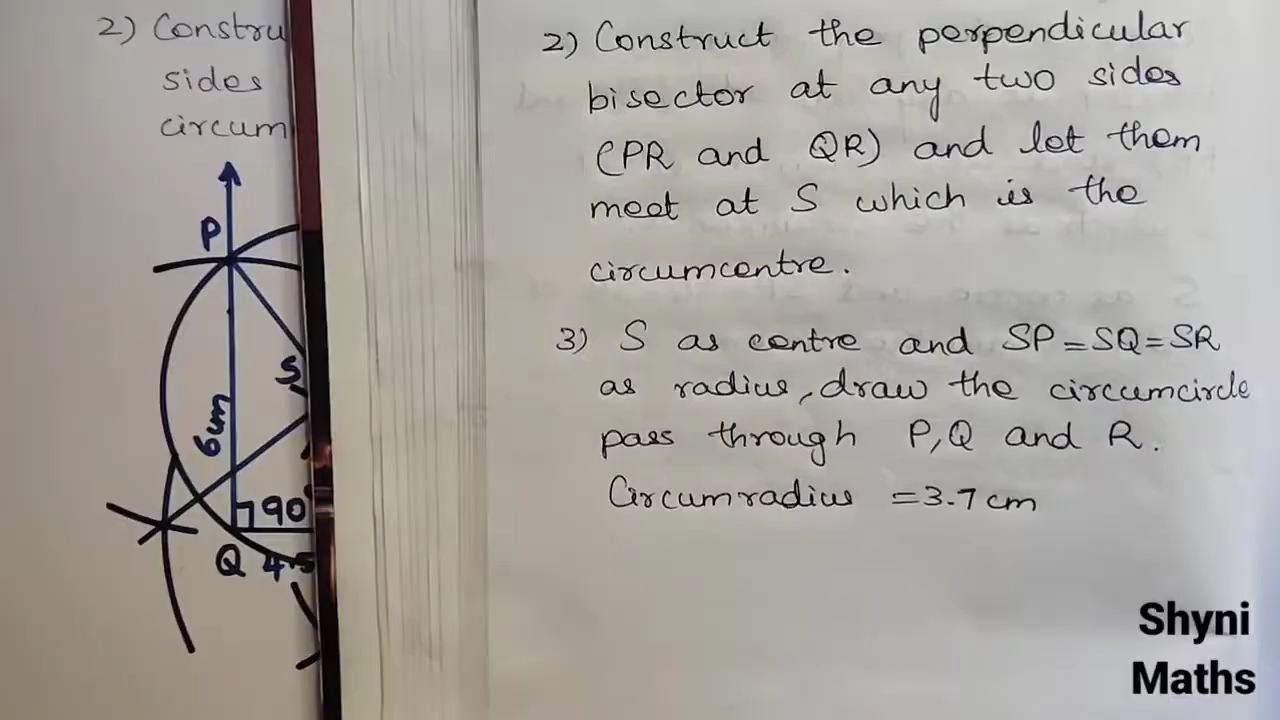 2) Constru
sides
circum
P
S
6cm
90°
Q 4.5
2) Construct the perpendicular
bisector at any two sides
(PR and QR) and let them
meet at S which is the
circumcentre.
3) S as centre and SP=SQ=SR
as radius, draw the circumcircle
pass through P,Q and R.
Circumradius = 3.7 cm
Shyni
Maths